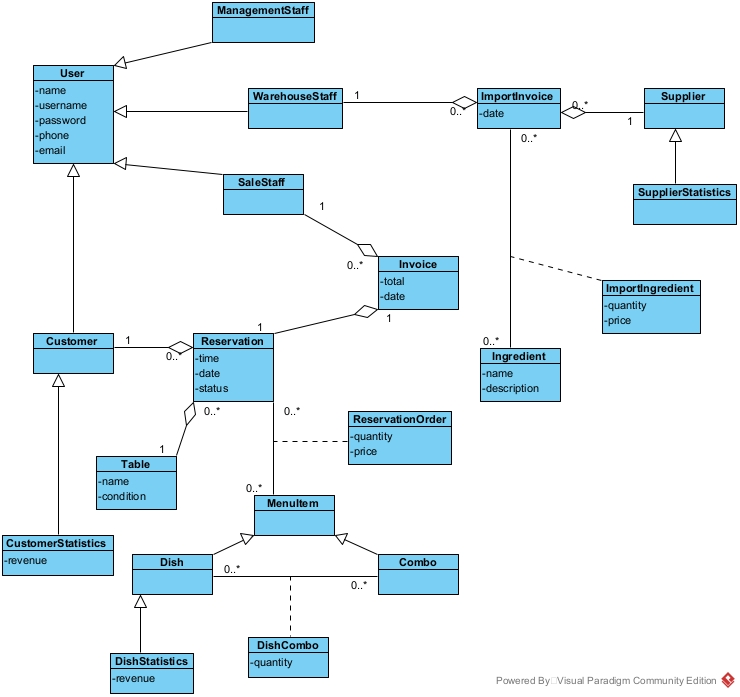 ManagementStaff
User
-name
-username
-password
-phone
-email
WarehouseStaff
1
0..*
ImportInvoice
-date
0..*
1
Supplier
0..*
SupplierStatistics
SaleStaff
1
0..*
Invoice
-total
-date
1
1
ImportIngredient
-quantity
-price
Customer
1
0..*
Reservation
-time
-date
-status
0..*
Ingredient
-name
-description
0..*
0..*
ReservationOrder
-quantity
-price
1
Table
-name
-condition
0..*
MenuItem
CustomerStatistics
-revenue
Dish
0..*
0..*
Combo
DishCombo
-quantity
DishStatistics
-revenue
Powered By Visual Paradigm Community Edition